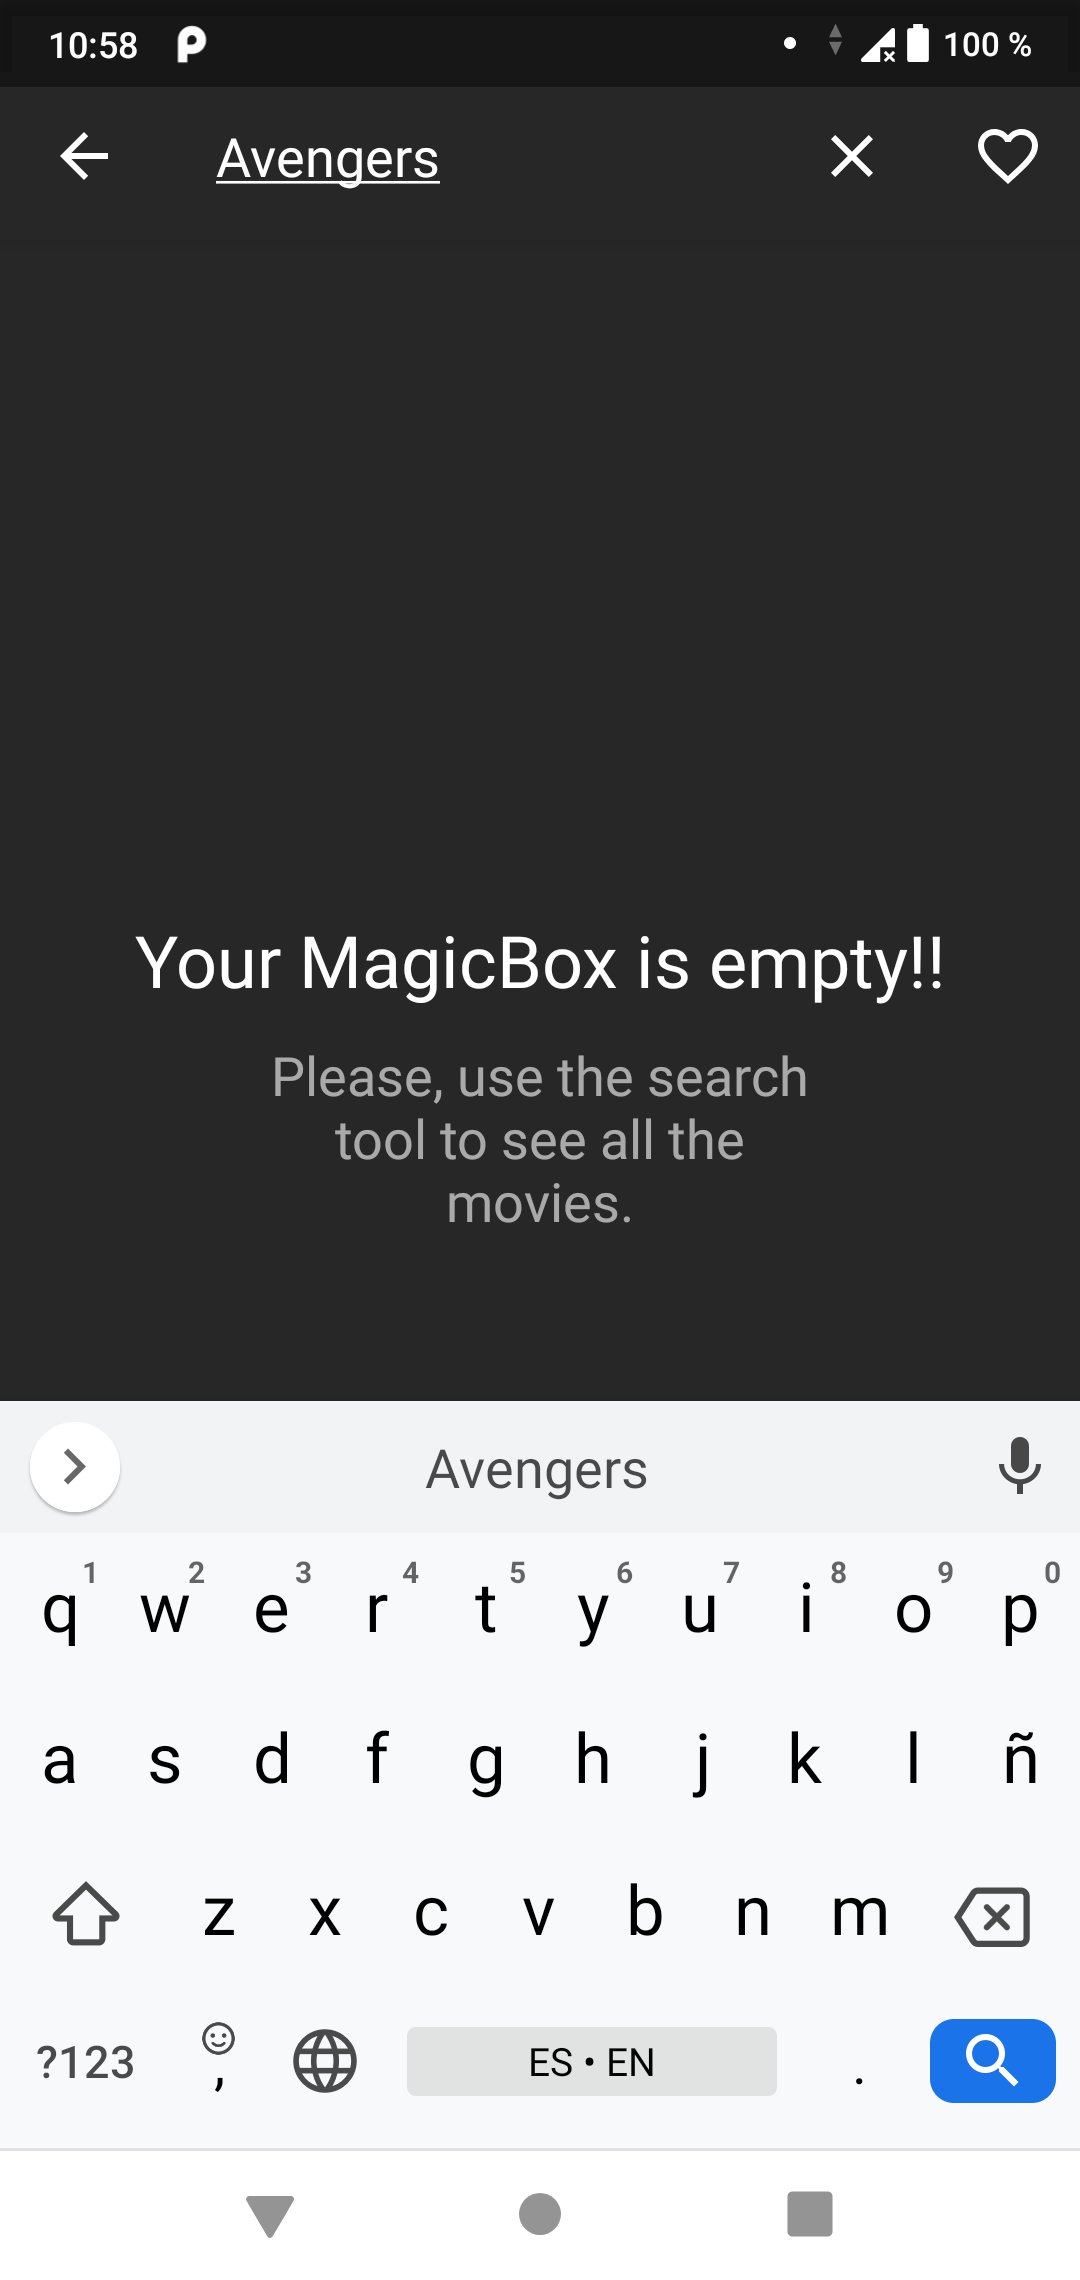 10:58
100 %
Avengers
Your MagicBox is empty!!
Please, use the search
tool to see all the
movies.
Avengers
1 2 3 4 5 6 7 8 9 0
q w e r t y u i o p
a s d f g h j k l ñ
z x c v b n m
?123 , ES • EN .